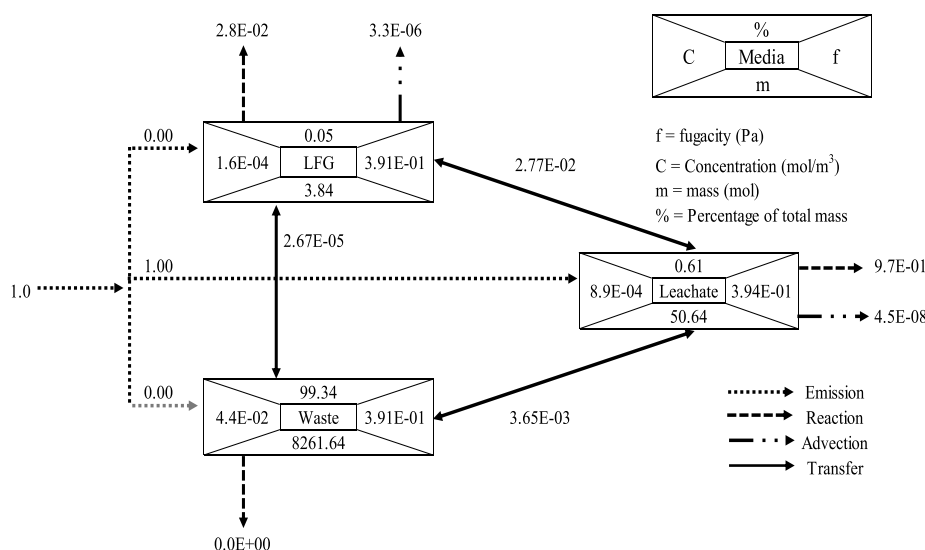 2.8E-02
3.3E-06
%
C
Media
f
m
f = fugacity (Pa)
C = Concentration (mol/m³)
m = mass (mol)
% = Percentage of total mass
0.00
0.05
1.6E-04
LFG
3.91E-01
3.84
2.77E-02
2.67E-05
1.0
1.00
0.61
8.9E-04
Leachate
3.94E-01
50.64
9.7E-01
4.5E-08
0.00
99.34
4.4E-02
Waste
3.91E-01
8261.64
3.65E-03
0.0E+00
Emission
Reaction
Advection
Transfer